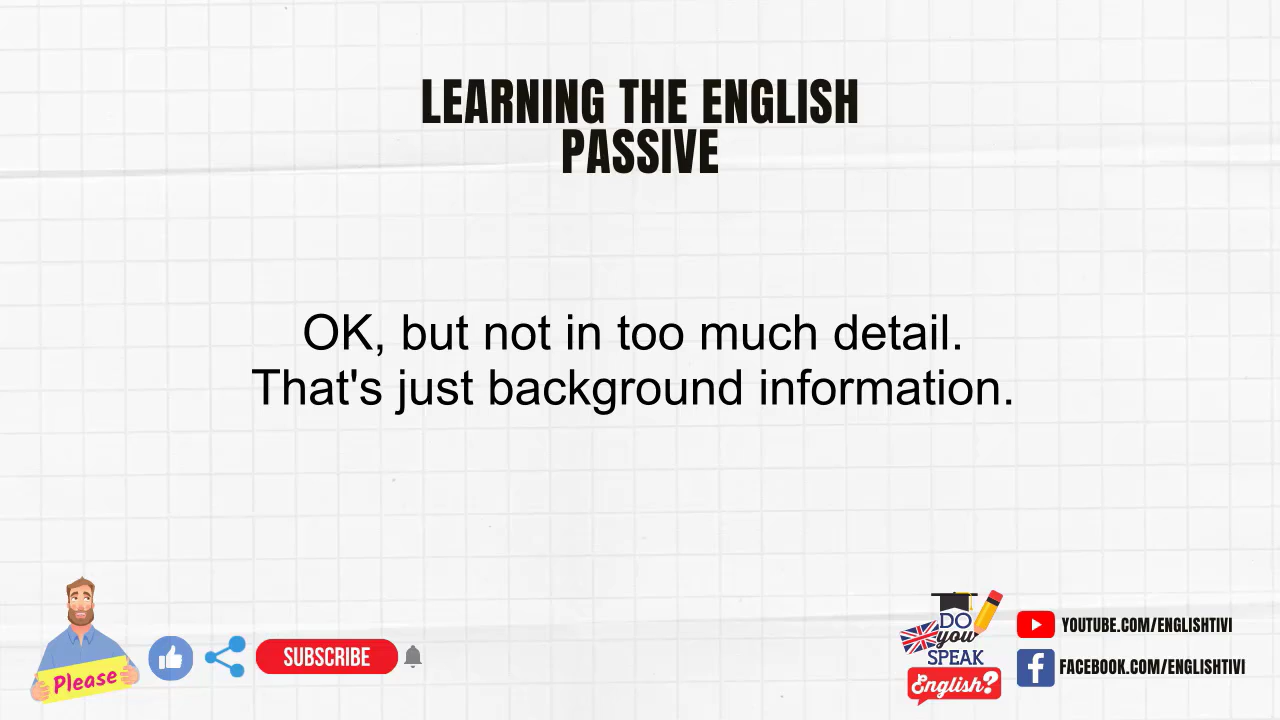 LEARNING THE ENGLISH
PASSIVE
OK, but not in too much detail.
That's just background information.
Please
SUBSCRIBE
DO
you
SPEAK
English?
YOUTUBE.COM/ENGLISHTIVI
FACEBOOK.COM/ENGLISHTIVI